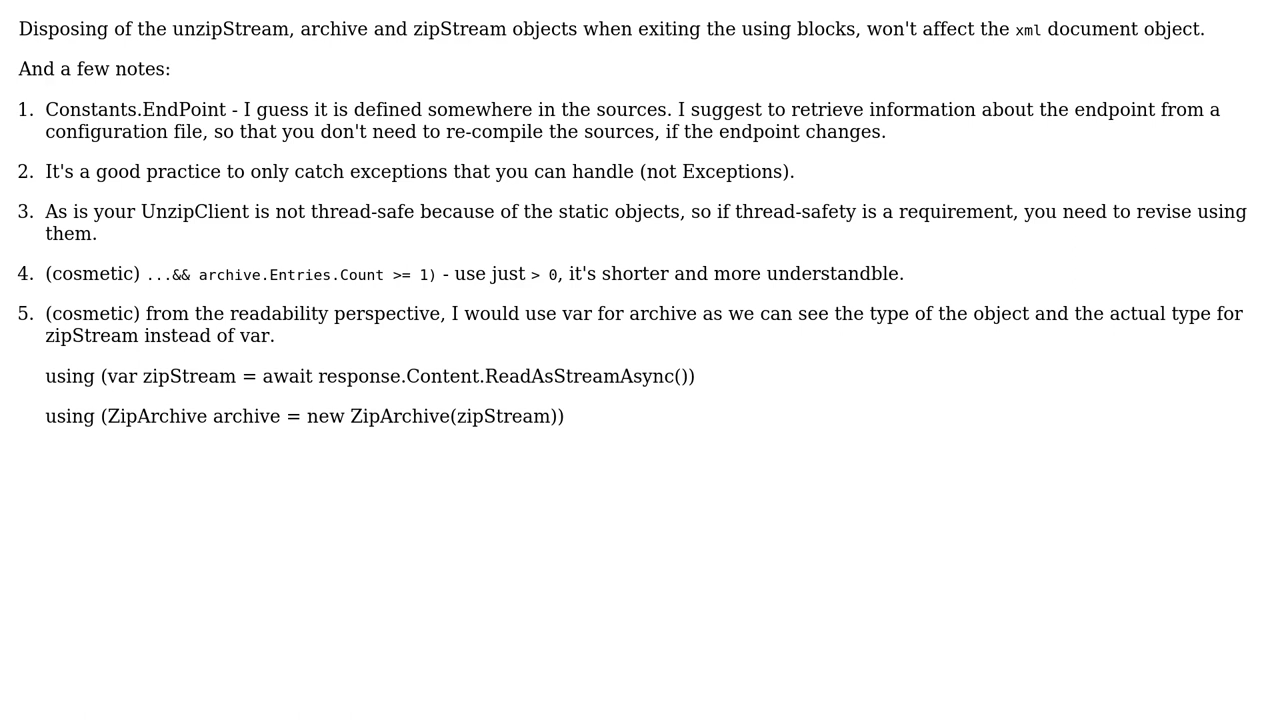 Disposing of the unzipStream, archive and zipStream objects when exiting the using blocks, won't affect the xml document object.
And a few notes:
1. Constants.EndPoint - I guess it is defined somewhere in the sources. I suggest to retrieve information about the endpoint from a
configuration file, so that you don't need to re-compile the sources, if the endpoint changes.
2. It's a good practice to only catch exceptions that you can handle (not Exceptions).
3. As is your UnzipClient is not thread-safe because of the static objects, so if thread-safety is a requirement, you need to revise using
them.
4. (cosmetic) ...&& archive.Entries.Count >= 1) - use just > 0, it's shorter and more understandble.
5. (cosmetic) from the readability perspective, I would use var for archive as we can see the type of the object and the actual type for
zipStream instead of var.
using (var zipStream = await response.Content.ReadAsStreamAsync())
using (ZipArchive archive = new ZipArchive(zipStream))